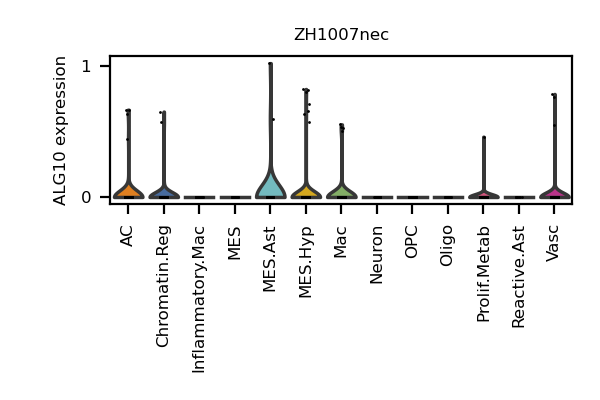 ZH1007nec
ALG10 expression
1
0
AC
Chromatin.Reg
Inflammatory.Mac
MES
MES.Ast
MES.Hyp
Mac
Neuron
OPC
Oligo
Prolif.Metab
Reactive.Ast
Vasc